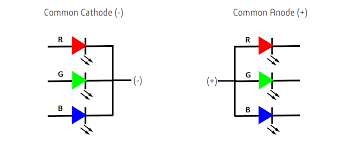 Common Cathode (-)
R
G
B
(-)
Common Anode (+)
R
G
B
(+)